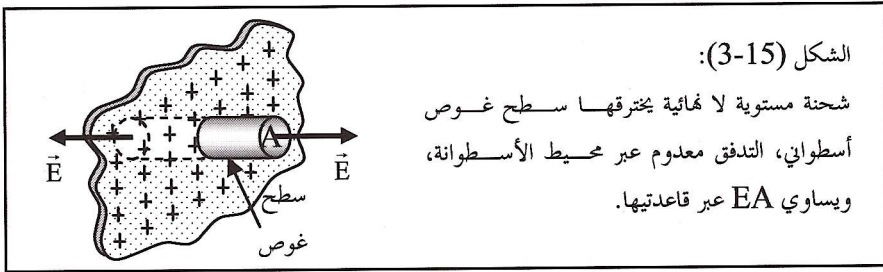 الشكل (3-15):
شحنة مستوية لا نهائية يخترقها سطح غوص
أسطواني، التدفق معدوم عبر محيط الأسطوانة،
ويساوي EA عبر قاعدتيها.
A
E
E
سطح
غوص